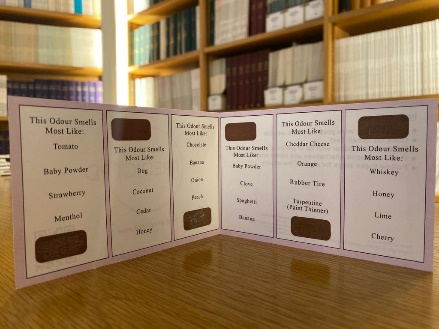 This Odour Smells
Most Like:
Tomato
Baby Powder
Strawberry
Menthol
This Odour Smells
Most Like:
Dog
Coconut
Cedar
Honey
This Odour Smells
Most Like:
Chocolate
Banana
Onion
Peach
This Odour Smells
Most Like:
Baby Powder
Clove
Spaghetti
Banana
This Odour Smells
Most Like:
Cheddar Cheese
Orange
Rubber Tire
Turpentine
(Paint Thinner)
This Odour Smells
Most Like:
Whiskey
Honey
Lime
Cherry